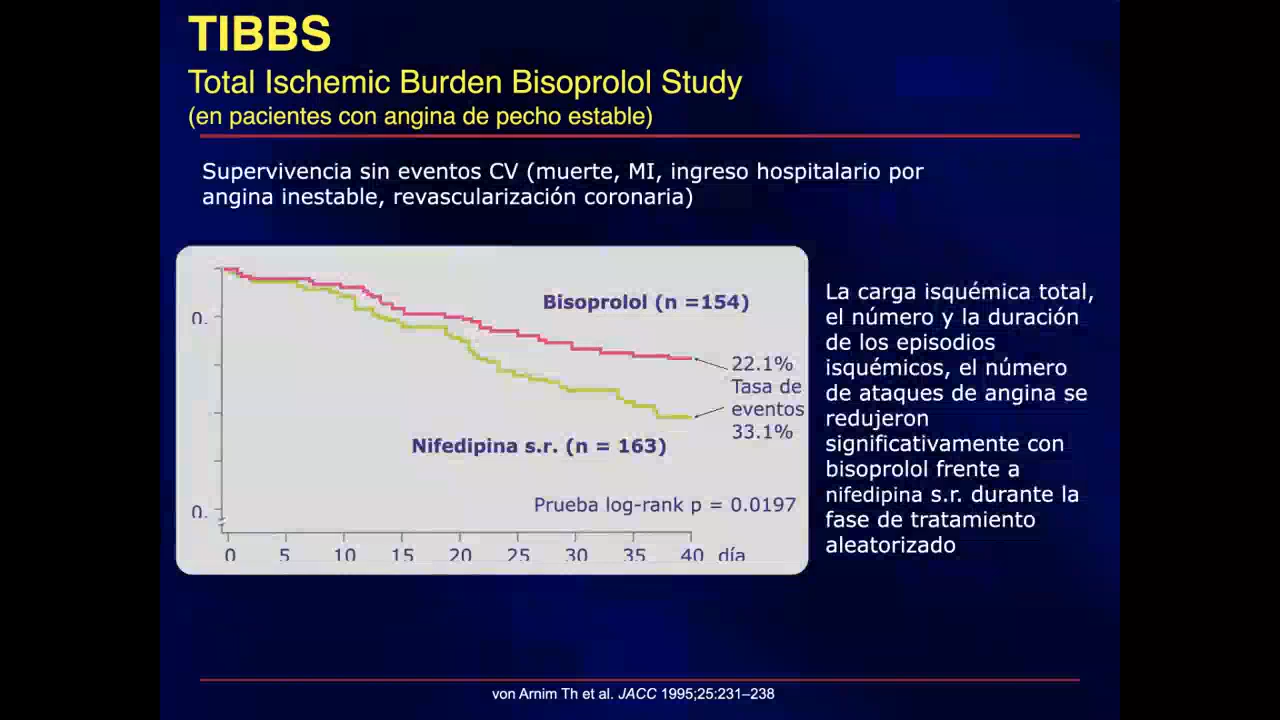 TIBBS
Total Ischemic Burden Bisoprolol Study
(en pacientes con angina de pecho estable)
Supervivencia sin eventos CV (muerte, MI, ingreso hospitalario por
angina inestable, revascularización coronaria)
0.
0.
Bisoprolol (n =154)
22.1%
Tasa de
eventos
33.1%
Nifedipina s.r. (n = 163)
Prueba log-rank p = 0.0197
0 5 10 15 20 25 30 35 40 día
La carga isquémica total,
el número y la duración
de los episodios
isquémicos, el número
de ataques de angina se
redujeron
significativamente con
bisoprolol frente a
nifedipina s.r. durante la
fase de tratamiento
aleatorizado
von Arnim Th et al. JACC 1995;25:231–238